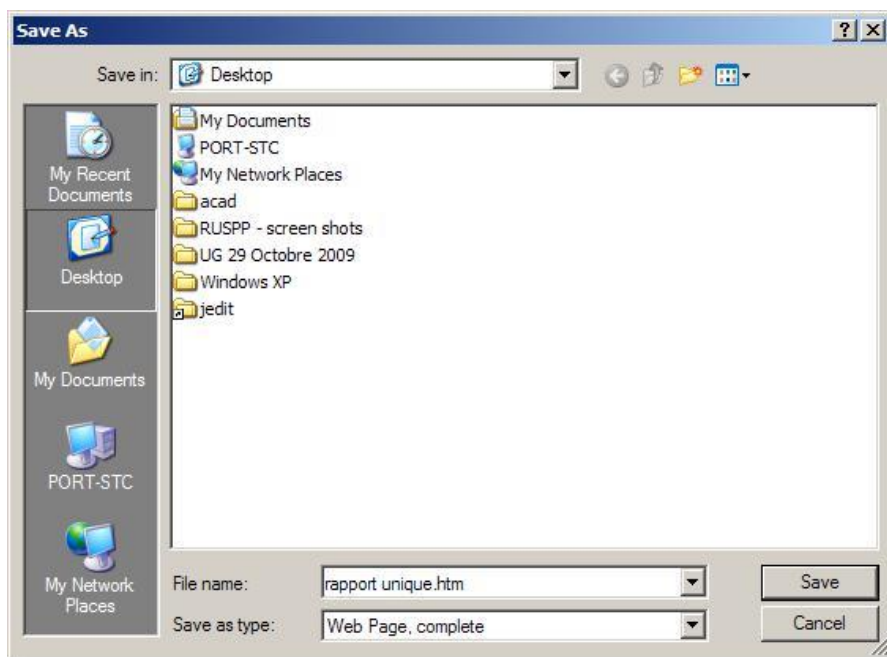 Save As
Save in:
Desktop
My Recent
Documents
Desktop
My Documents
PORT-STC
My Network
Places
My Documents
PORT-STC
My Network Places
acad
RUSPP - screen shots
UG 29 Octobre 2009
Windows XP
jedit
File name:
rapport unique.htm
Save
Save as type:
Web Page, complete
Cancel